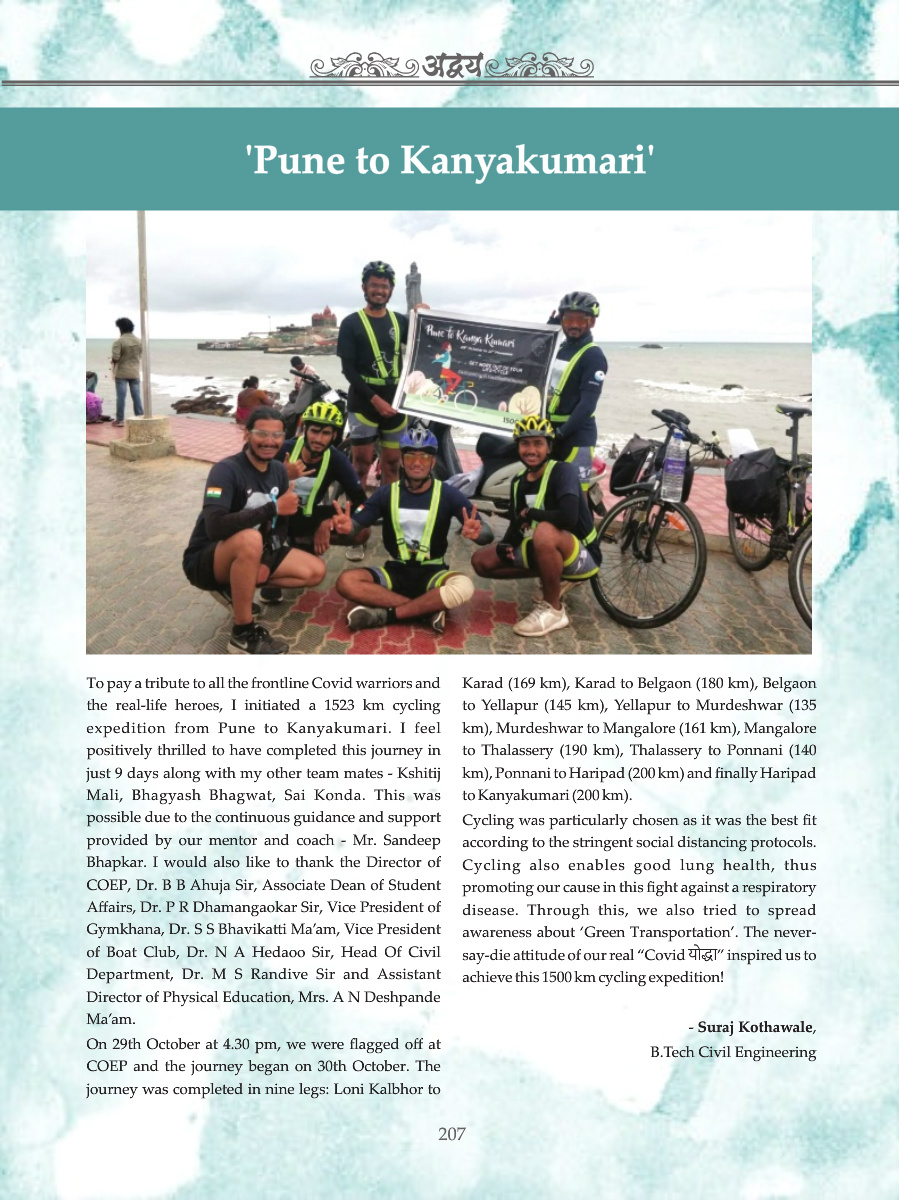 अद्वय
'Pune to Kanyakumari'
Pune to Kanya Kumari
GET MORE OUT OF YOUR
LIFE-CYCLE
1500
To pay a tribute to all the frontline Covid warriors and
the real-life heroes, I initiated a 1523 km cycling
expedition from Pune to Kanyakumari. I feel
positively thrilled to have completed this journey in
just 9 days along with my other team mates - Kshitij
Mali, Bhagyash Bhagwat, Sai Konda. This was
possible due to the continuous guidance and support
provided by our mentor and coach - Mr. Sandeep
Bhapkar. I would also like to thank the Director of
COEP, Dr. B B Ahuja Sir, Associate Dean of Student
Affairs, Dr. P R Dhamangaokar Sir, Vice President of
Gymkhana, Dr. S S Bhavikatti Ma’am, Vice President
of Boat Club, Dr. N A Hedaoo Sir, Head Of Civil
Department, Dr. M S Randive Sir and Assistant
Director of Physical Education, Mrs. A N Deshpande
Ma’am.
On 29th October at 4.30 pm, we were flagged off at
COEP and the journey began on 30th October. The
journey was completed in nine legs: Loni Kalbhor to
Karad (169 km), Karad to Belgaon (180 km), Belgaon
to Yellapur (145 km), Yellapur to Murdeshwar (135
km), Murdeshwar to Mangalore (161 km), Mangalore
to Thalassery (190 km), Thalassery to Ponnani (140
km), Ponnani to Haripad (200 km) and finally Haripad
to Kanyakumari (200 km).
Cycling was particularly chosen as it was the best fit
according to the stringent social distancing protocols.
Cycling also enables good lung health, thus
promoting our cause in this fight against a respiratory
disease. Through this, we also tried to spread
awareness about ‘Green Transportation’. The never-
say-die attitude of our real “Covid योद्धा” inspired us to
achieve this 1500 km cycling expedition!
- Suraj Kothawale,
B.Tech Civil Engineering
207